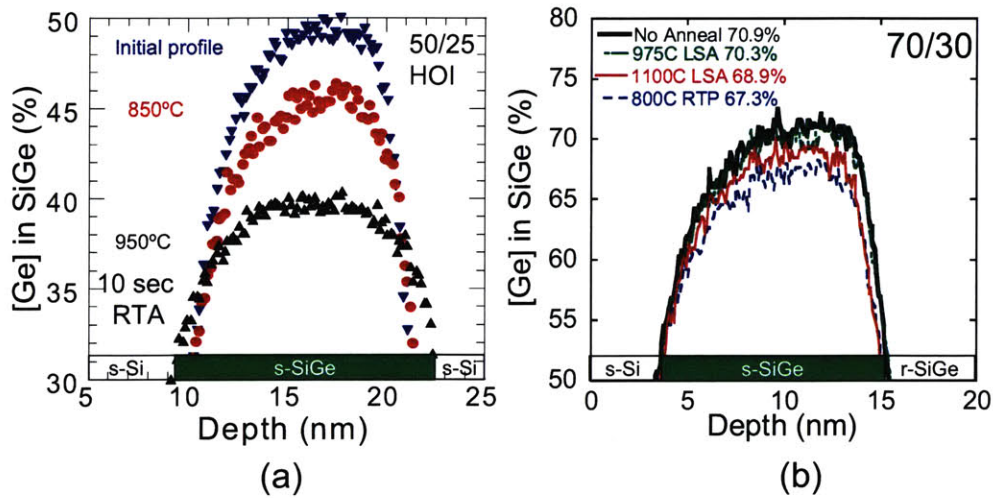 50
45
40
35
30
[Ge] in SiGe (%)
Initial profile
50/25
HOI
850ºC
950ºC
10 sec
RTA
s-Si
s-SiGe
s-Si
5
10
15
20
25
Depth (nm)
(a)
80
75
70
65
60
55
50
[Ge] in SiGe (%)
No Anneal 70.9%
975C LSA 70.3%
1100C LSA 68.9%
800C RTP 67.3%
70/30
s-Si
s-SiGe
r-SiGe
0
5
10
15
20
Depth (nm)
(b)